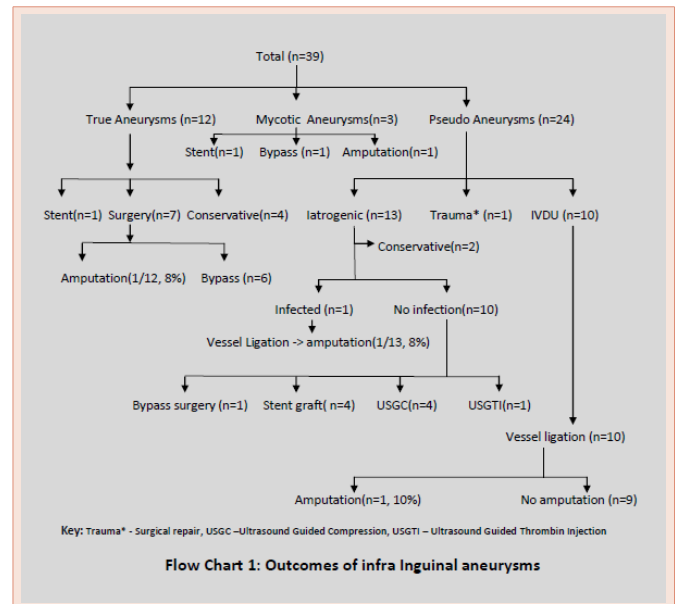 Total (n=39)
True Aneurysms (n=12) Mycotic Aneurysms(n=3) Pseudo Aneurysms (n=24)
Stent(n=1) Bypass (n=1) Amputation(n=1)
Stent(n=1) Surgery(n=7) Conservative(n=4) Iatrogenic (n=13) Trauma* (n=1) IVDU (n=10)
Conservative(n=2)
Amputation(1/12, 8%) Bypass (n=6)
Infected (n=1) No infection(n=10)
Vessel Ligation -> amputation(1/13, 8%)
Bypass surgery (n=1) Stent graft( n=4) USGC(n=4) USGTI(n=1)
Vessel ligation (n=10)
Amputation(n=1, 10%) No amputation (n=9)
Key: Trauma* - Surgical repair, USGC –Ultrasound Guided Compression, USGTI – Ultrasound Guided Thrombin Injection
Flow Chart 1: Outcomes of infra Inguinal aneurysms